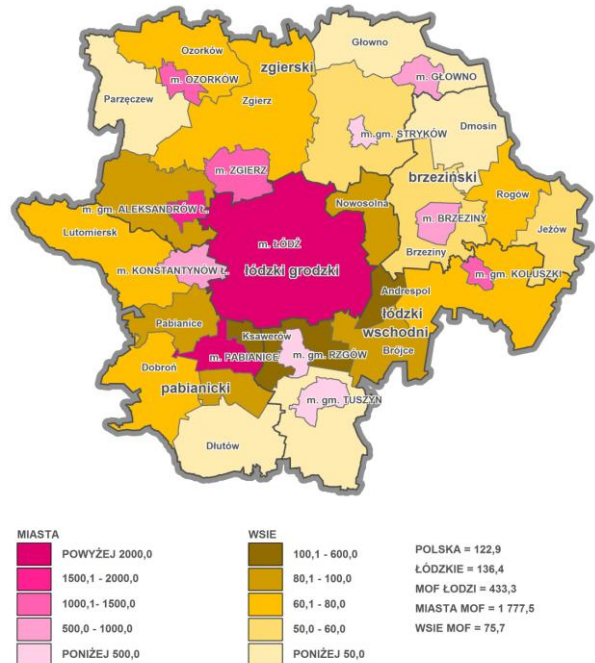 Ozorków
zgierski
Głowno
m. OZORKÓW
m. GŁOWNO
Parzęczew
Zgierz
Dmosin
m. gm. STRYKÓW
m. ZGIERZ
brzeziński
Rogów
m. gm. ALEKSANDRÓW Ł.
Nowosolna
m. BRZEZINY
Lutomiersk
Jeżów
m. ŁÓDŹ
Brzeziny
m. KONSTANTYNÓW Ł.
łódzki grodzki
m. gm. KOLUSZKI
Andrespol
łódzki
Pabianice
wschodni
Ksawerów
Brójce
m. PABIANICE
m. gm. RZGÓW
Dobroń
pabianicki
m. gm. TUSZYN
Dłutów
MIASTA
POWYŻEJ 2000,0
1500,1 - 2000,0
1000,1- 1500,0
500,0 - 1000,0
PONIŻEJ 500,0
WSIE
100,1 - 600,0
80,1 - 100,0
60,1 - 80,0
50,0 - 60,0
PONIŻEJ 50,0
POLSKA = 122,9
ŁÓDZKIE = 136,4
MOF ŁODZI = 433,3
MIASTA MOF = 1 777,5
WSIE MOF = 75,7